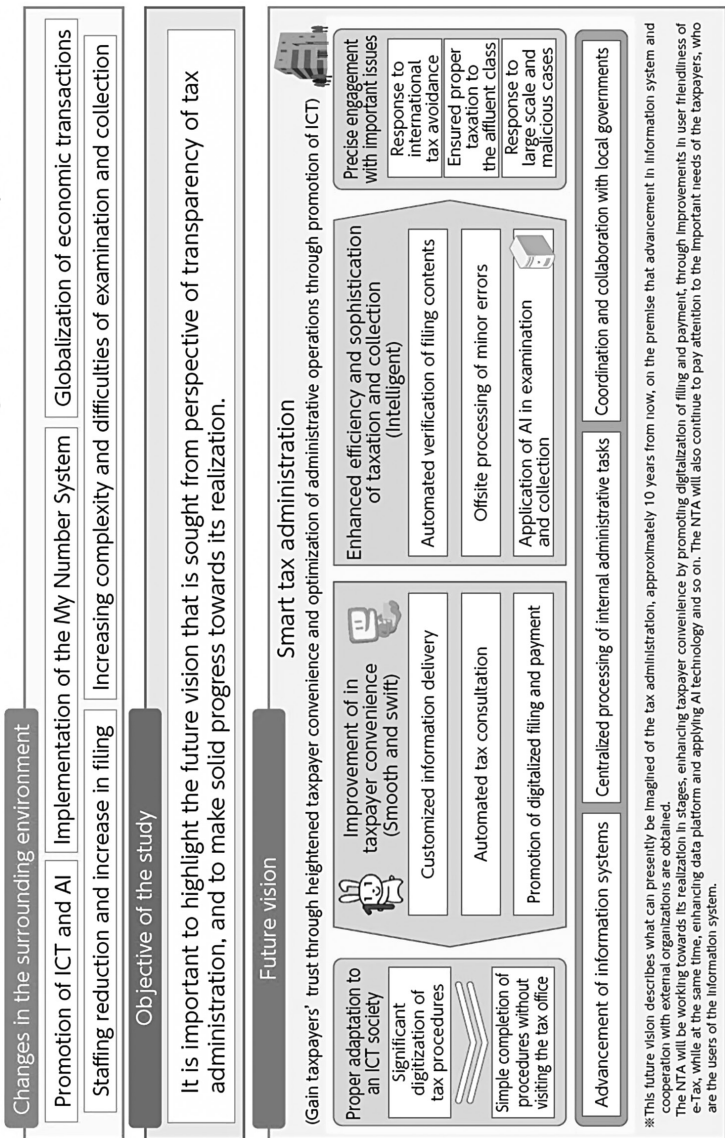 Changes in the surrounding environment
Promotion of ICT and AI
Implementation of the My Number System
Globalization of economic transactions
Staffing reduction and increase in filing
Increasing complexity and difficulties of examination and collection
Objective of the study
It is important to highlight the future vision that is sought from perspective of transparency of tax
administration, and to make solid progress towards its realization.
Future vision
Smart tax administration
(Gain taxpayers' trust through heightened taxpayer convenience and optimization of administrative operations through promotion of ICT)
Proper adaptation to
an ICT society
Significant
digitization of
tax procedures
Simple completion of
procedures without
visiting the tax office
Improvement of in
taxpayer convenience
(Smooth and swift)
Customized information delivery
Automated tax consultation
Promotion of digitalized filing and payment
Enhanced efficiency and sophistication
of taxation and collection
(Intelligent)
Automated verification of filing contents
Offsite processing of minor errors
Application of AI in examination
and collection
Precise engagement
with important issues
Response to
international
tax avoidance
Ensured proper
taxation to
the affluent class
Response to
large scale and
malicious cases
Advancement of information systems
Centralized processing of internal administrative tasks
Coordination and collaboration with local governments
※This future vision describes what can presently be imagined of the tax administration, approximately 10 years from now, on the premise that advancement in information system and
cooperation with external organizations are obtained.
The NTA will be working towards its realization in stages, enhancing taxpayer convenience by promoting digitalization of filing and payment, through improvements in user friendliness of
e-Tax, while at the same time, enhancing data platform and applying AI technology and so on. The NTA will also continue to pay attention to the important needs of the taxpayers, who
are the users of the information system.